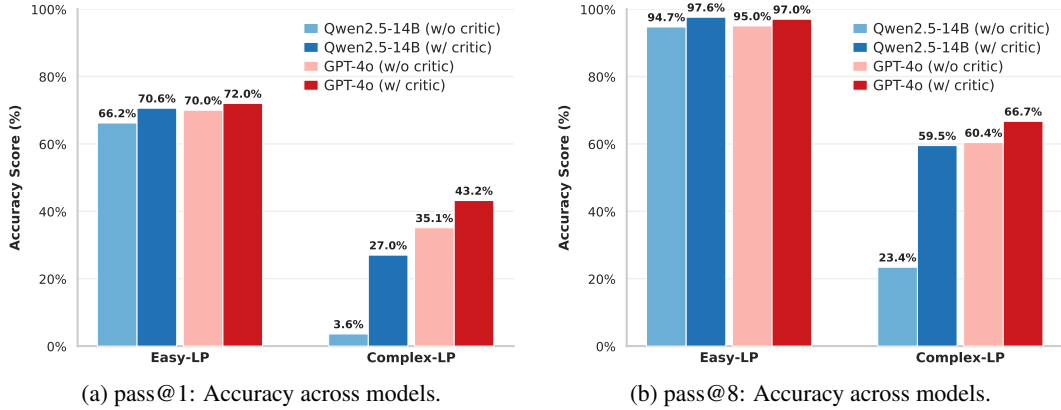 100%
80%
60%
40%
20%
0%
Accuracy Score (%)
Qwen2.5-14B (w/o critic)
Qwen2.5-14B (w/ critic)
GPT-4o (w/o critic)
GPT-4o (w/ critic)
66.2%
70.6%
70.0%
72.0%
3.6%
27.0%
35.1%
43.2%
Easy-LP
Complex-LP
(a) pass@1: Accuracy across models.
100%
80%
60%
40%
20%
0%
Accuracy Score (%)
Qwen2.5-14B (w/o critic)
Qwen2.5-14B (w/ critic)
GPT-4o (w/o critic)
GPT-4o (w/ critic)
94.7%
97.6%
95.0%
97.0%
23.4%
59.5%
60.4%
66.7%
Easy-LP
Complex-LP
(b) pass@8: Accuracy across models.